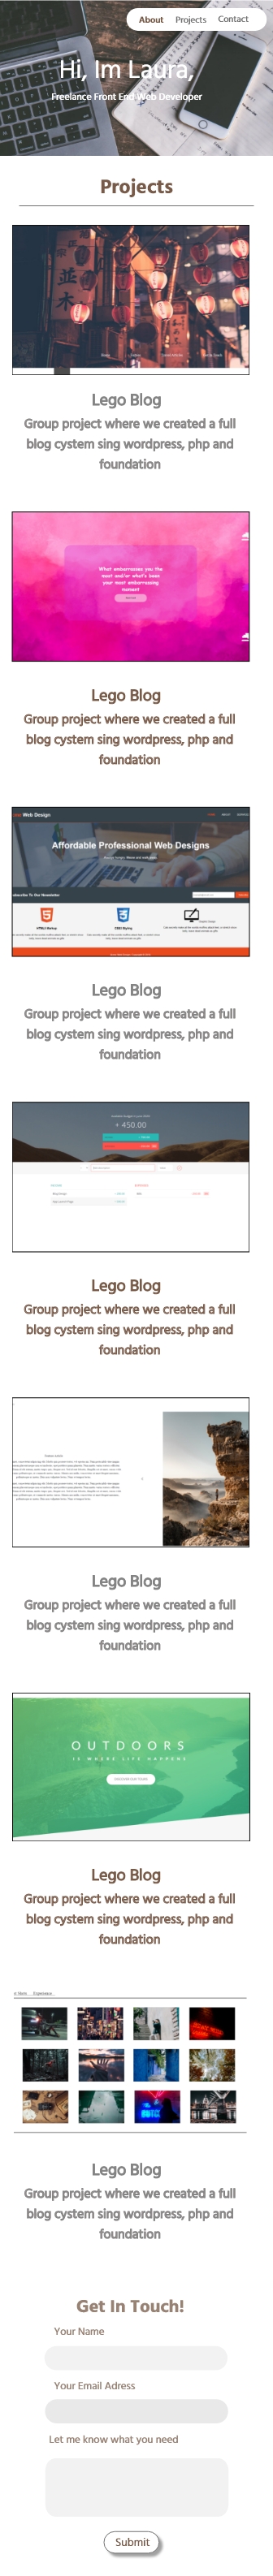 About Projects Contact
Hi, Im Laura,
Freelance Front End Web Developer
Projects
Lego Blog
Group project where we created a full
blog cystem sing wordpress, php and
foundation
What embarrasses you the
most and/or what's been
your most embarrassing
moment
Lego Blog
Group project where we created a full
blog cystem sing wordpress, php and
foundation
Web Design
Affordable Professional Web Designs
Subscribe To Our Newsletter
HTML5 Markup
CSS3 Styling
Lego Blog
Group project where we created a full
blog cystem sing wordpress, php and
foundation
+ 450.00
Lego Blog
Group project where we created a full
blog cystem sing wordpress, php and
foundation
Lego Blog
Group project where we created a full
blog cystem sing wordpress, php and
foundation
OUTDOORS
IS WHERE LIFE HAPPENS
DISCOVER OUR TOURS
Lego Blog
Group project where we created a full
blog cystem sing wordpress, php and
foundation
Lego Blog
Group project where we created a full
blog cystem sing wordpress, php and
foundation
Get In Touch!
Your Name
Your Email Adress
Let me know what you need
Submit